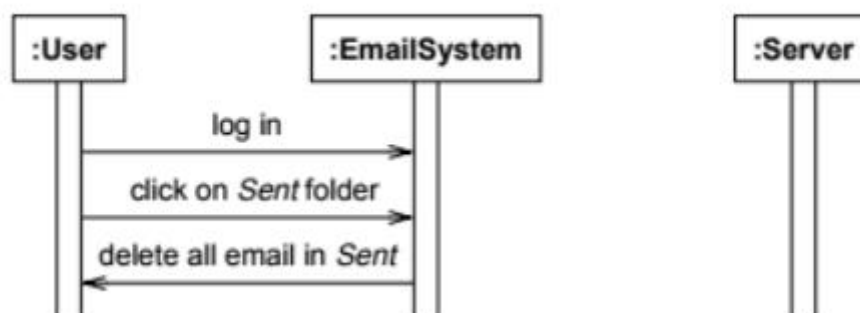 :User
:EmailSystem
:Server
log in
click on Sent folder
delete all email in Sent